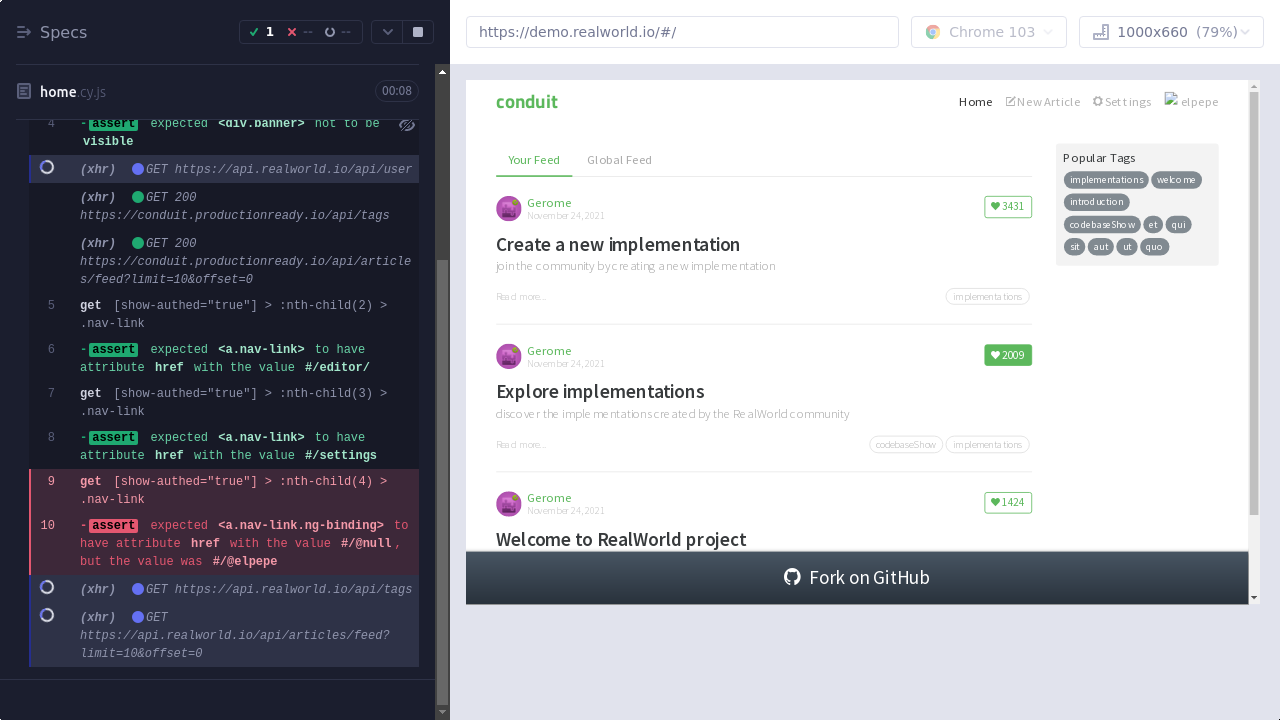 Specs
1
--
--
home.cy.js
00:08
4
-assert expected <div.banner> not to be
visible
(xhr) GET https://api.realworld.io/api/user
(xhr) GET 200
https://conduit.productionready.io/api/tags
(xhr) GET 200
https://conduit.productionready.io/api/article
s/feed?limit=10&offset=0
5 get [show-authed="true"] > :nth-child(2) >
.nav-link
6 -assert expected <a.nav-link> to have
attribute href with the value #/editor/
7 get [show-authed="true"] > :nth-child(3) >
.nav-link
8 -assert expected <a.nav-link> to have
attribute href with the value #/settings
9 get [show-authed="true"] > :nth-child(4) >
.nav-link
10 -assert expected <a.nav-link.ng-binding> to
have attribute href with the value #/@null,
but the value was #/@elpepe
(xhr) GET https://api.realworld.io/api/tags
(xhr) GET
https://api.realworld.io/api/articles/feed?
limit=10&offset=0
https://demo.realworld.io/#/
Chrome 103
1000x660 (79%)
conduit
Home
New Article
Settings
elpepe
Your Feed
Global Feed
Gerome
November 24, 2021
3431
Create a new implementation
join the community by creating a new implementation
Read more...
implementations
Gerome
November 24, 2021
2009
Explore implementations
discover the implementations created by the RealWorld community
Read more...
codebaseShow implementations
Gerome
November 24, 2021
1424
Welcome to RealWorld project
Popular Tags
implementations welcome
introduction
codebaseShow et qui
sit aut ut quo
Fork on GitHub